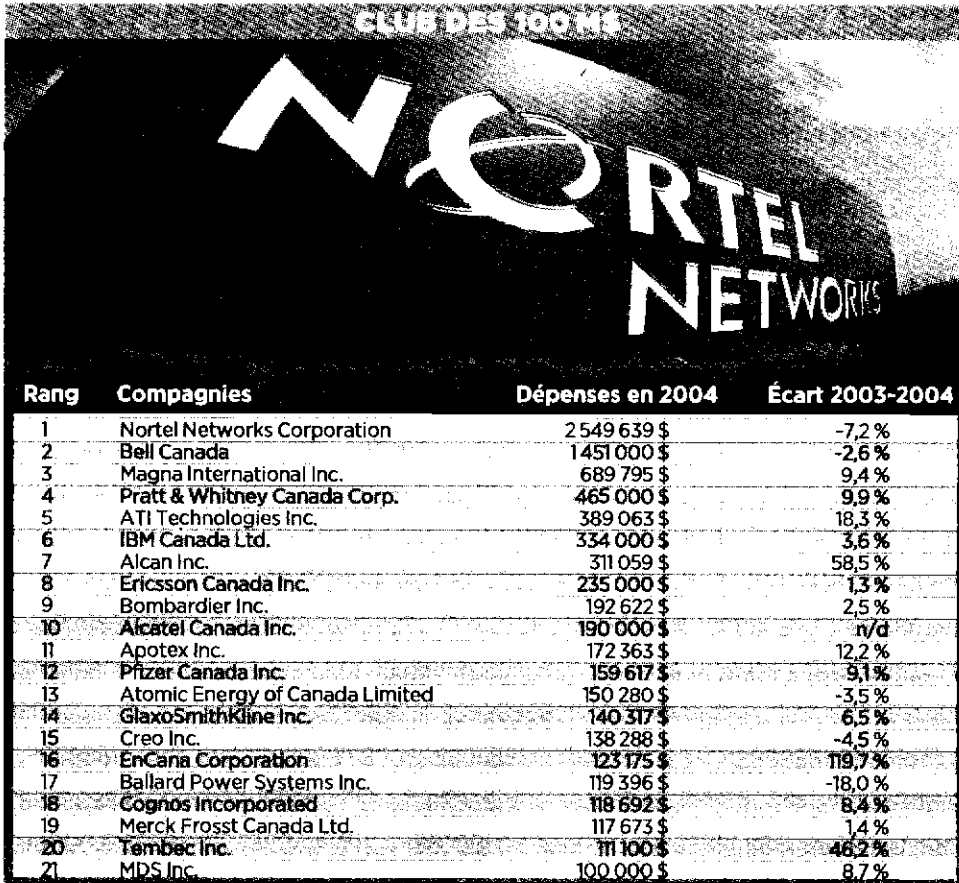 CLUB DES 100 M$
NORTEL
NETWORKS
Rang Compagnies Dépenses en 2004 Écart 2003-2004
1 Nortel Networks Corporation 2 549 639 $ -7,2 %
2 Bell Canada 1 451 000 $ -2,6 %
3 Magna International Inc. 689 795 $ 9,4 %
4 Pratt & Whitney Canada Corp. 465 000 $ 9,9 %
5 ATI Technologies Inc. 389 063 $ 18,3 %
6 IBM Canada Ltd. 334 000 $ 3,6 %
7 Alcan Inc. 311 059 $ 58,5 %
8 Ericsson Canada Inc. 235 000 $ 1,3 %
9 Bombardier Inc. 192 622 $ 2,5 %
10 Alcatel Canada Inc. 190 000 $ n/d
11 Apotex Inc. 172 363 $ 12,2 %
12 Pfizer Canada Inc. 159 617 $ 9,1 %
13 Atomic Energy of Canada Limited 150 280 $ -3,5 %
14 GlaxoSmithKline Inc. 140 317 $ 6,5 %
15 Creo Inc. 138 288 $ -4,5 %
16 EnCana Corporation 123 175 $ 119,7 %
17 Ballard Power Systems Inc. 119 396 $ -18,0 %
18 Cognos Incorporated 118 692 $ 8,4 %
19 Merck Frosst Canada Ltd. 117 673 $ 1,4 %
20 Tembec Inc. 111 100 $ 46,2 %
21 MDS Inc. 100 000 $ 8,7 %